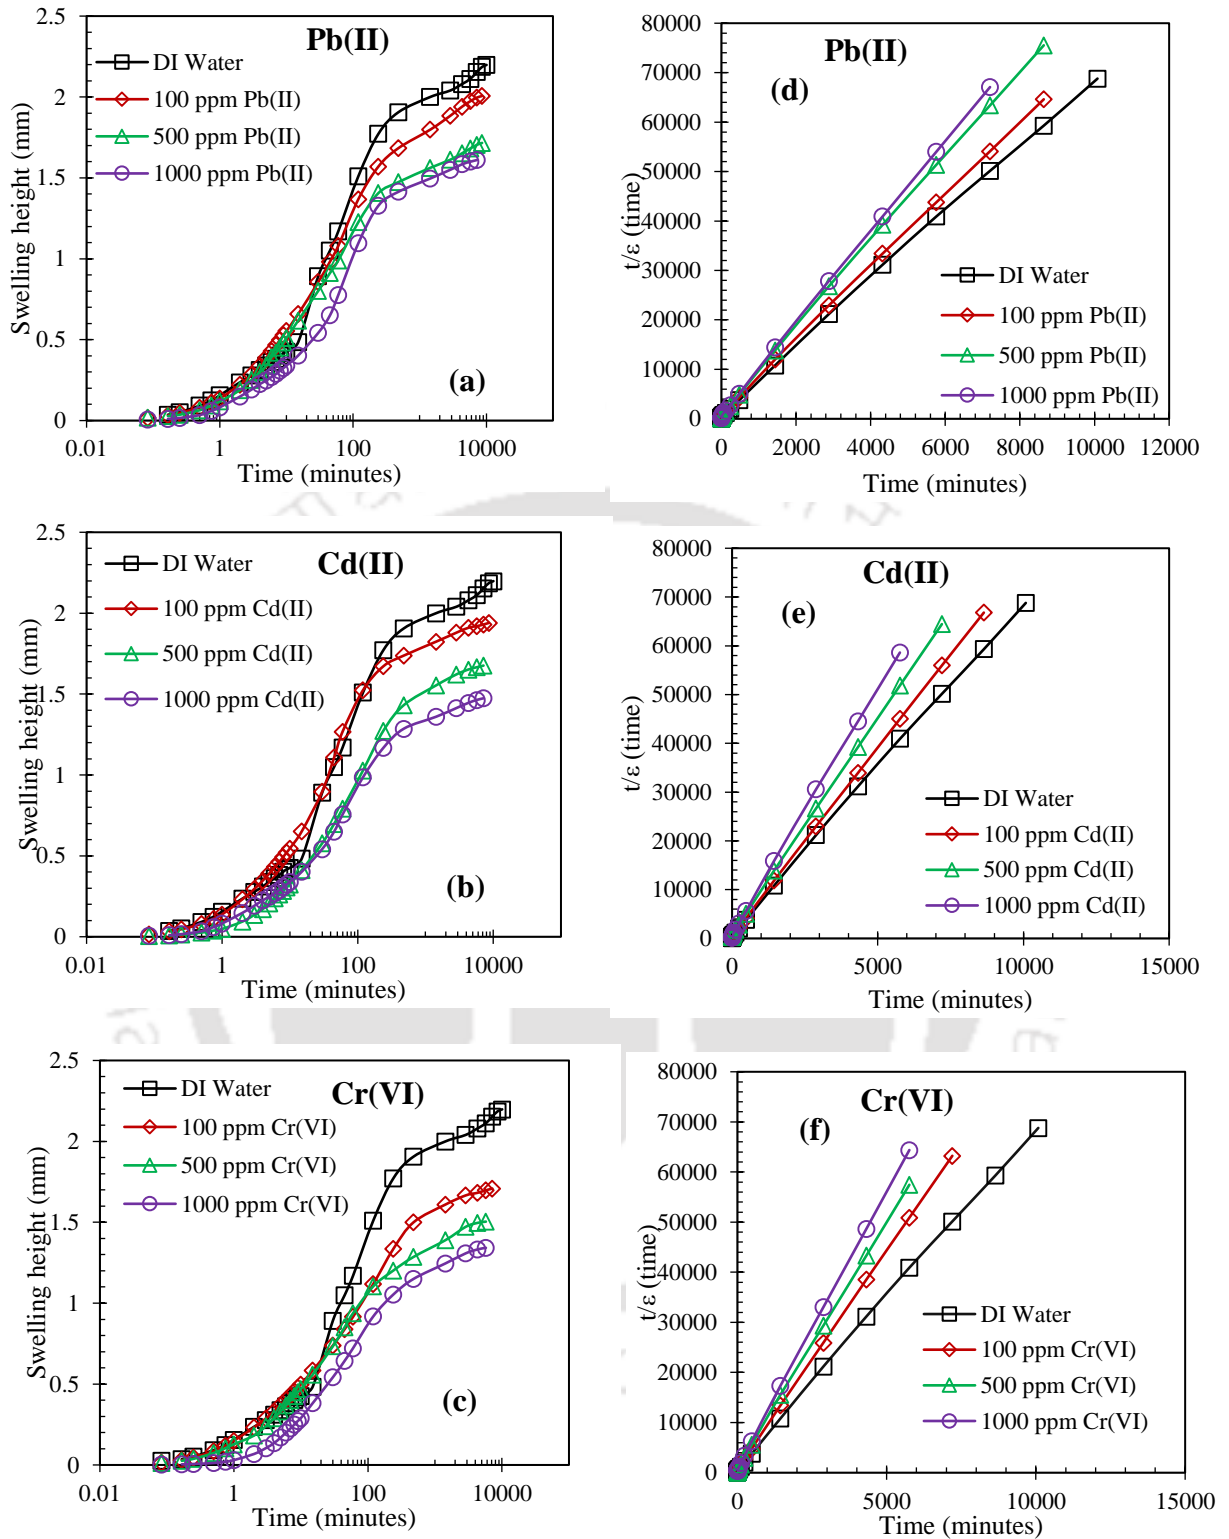 Pb(II)
DI Water
100 ppm Pb(II)
500 ppm Pb(II)
1000 ppm Pb(II)
(a)
Swelling height (mm)
2.5
2
1.5
1
0.5
0
0.01 1 100 10000
Time (minutes)
Pb(II)
(d)
DI Water
100 ppm Pb(II)
500 ppm Pb(II)
1000 ppm Pb(II)
t/ε (time)
80000
70000
60000
50000
40000
30000
20000
10000
0
0 2000 4000 6000 8000 10000 12000
Time (minutes)
Cd(II)
DI Water
100 ppm Cd(II)
500 ppm Cd(II)
1000 ppm Cd(II)
(b)
Swelling height (mm)
2.5
2
1.5
1
0.5
0
0.01 1 100 10000
Time (minutes)
Cd(II)
(e)
DI Water
100 ppm Cd(II)
500 ppm Cd(II)
1000 ppm Cd(II)
t/ε (time)
80000
70000
60000
50000
40000
30000
20000
10000
0
0 5000 10000 15000
Time (minutes)
Cr(VI)
DI Water
100 ppm Cr(VI)
500 ppm Cr(VI)
1000 ppm Cr(VI)
(c)
Swelling height (mm)
2.5
2
1.5
1
0.5
0
0.01 1 100 10000
Time (minutes)
Cr(VI)
(f)
DI Water
100 ppm Cr(VI)
500 ppm Cr(VI)
1000 ppm Cr(VI)
t/ε (time)
80000
70000
60000
50000
40000
30000
20000
10000
0
0 5000 10000 15000
Time (minutes)